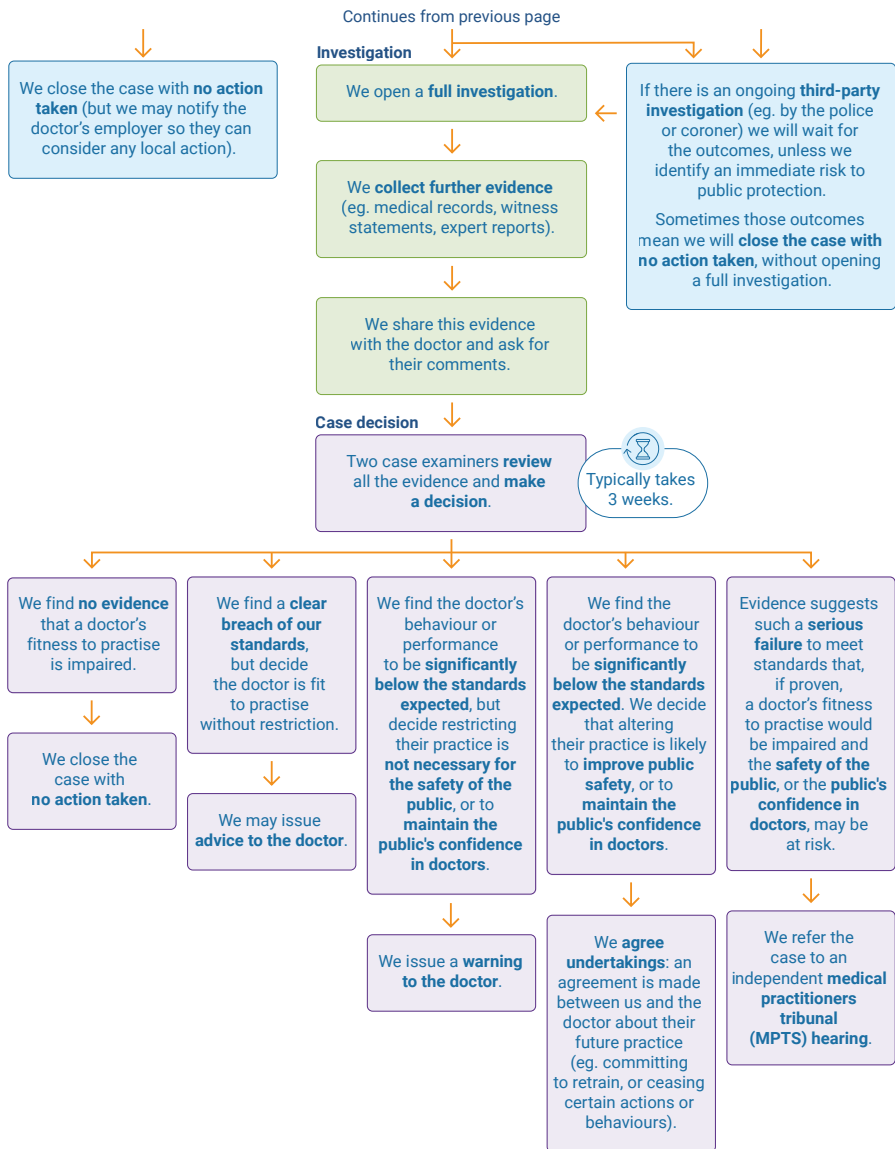 Continues from previous page
We close the case with no action
taken (but we may notify the
doctor's employer so they can
consider any local action).
Investigation
We open a full investigation.
If there is an ongoing third-party
investigation (eg. by the police
or coroner) we will wait for
the outcomes, unless we
identify an immediate risk to
public protection.
Sometimes those outcomes
mean we will close the case with
no action taken, without opening
a full investigation.
We collect further evidence
(eg. medical records, witness
statements, expert reports).
We share this evidence
with the doctor and ask for
their comments.
Case decision
Two case examiners review
all the evidence and make
a decision.
Typically takes
3 weeks.
We find no evidence
that a doctor's
fitness to practise
is impaired.
We close the
case with
no action taken.
We find a clear
breach of our
standards,
but decide
the doctor is fit
to practise
without restriction.
We may issue
advice to the doctor.
We find the doctor's
behaviour or
performance
to be significantly
below the standards
expected, but
decide restricting
their practice is
not necessary for
the safety of the
public, or to
maintain the
public's confidence
in doctors.
We issue a warning
to the doctor.
We find the
doctor's behaviour
or performance to
be significantly
below the standards
expected. We decide
that altering
their practice is likely
to improve public
safety, or to
maintain the
public's confidence
in doctors.
We agree
undertakings: an
agreement is made
between us and the
doctor about their
future practice
(eg. committing
to retrain, or ceasing
certain actions or
behaviours).
Evidence suggests
such a serious
failure to meet
standards that,
if proven,
a doctor's fitness
to practise would
be impaired and
the safety of the
public, or the public's
confidence in
doctors, may be
at risk.
We refer the
case to an
independent medical
practitioners
tribunal
(MPTS) hearing.